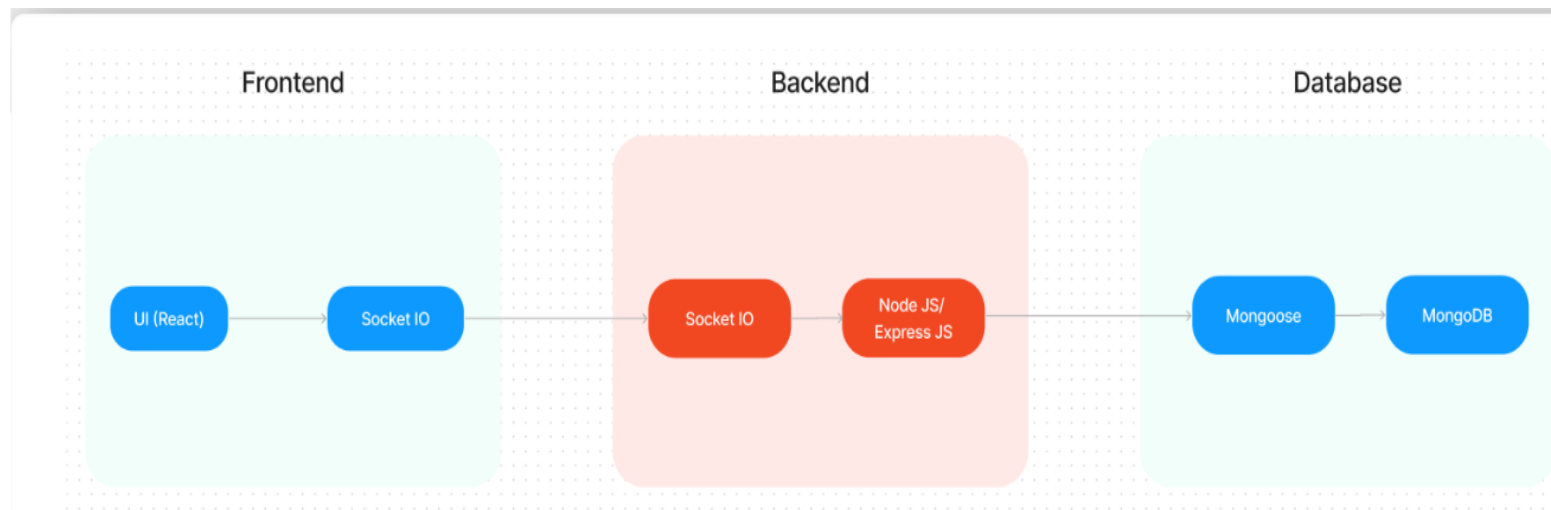 Frontend
Backend
Database
UI (React)
Socket IO
Socket IO
Node JS/
Express JS
Mongoose
MongoDB